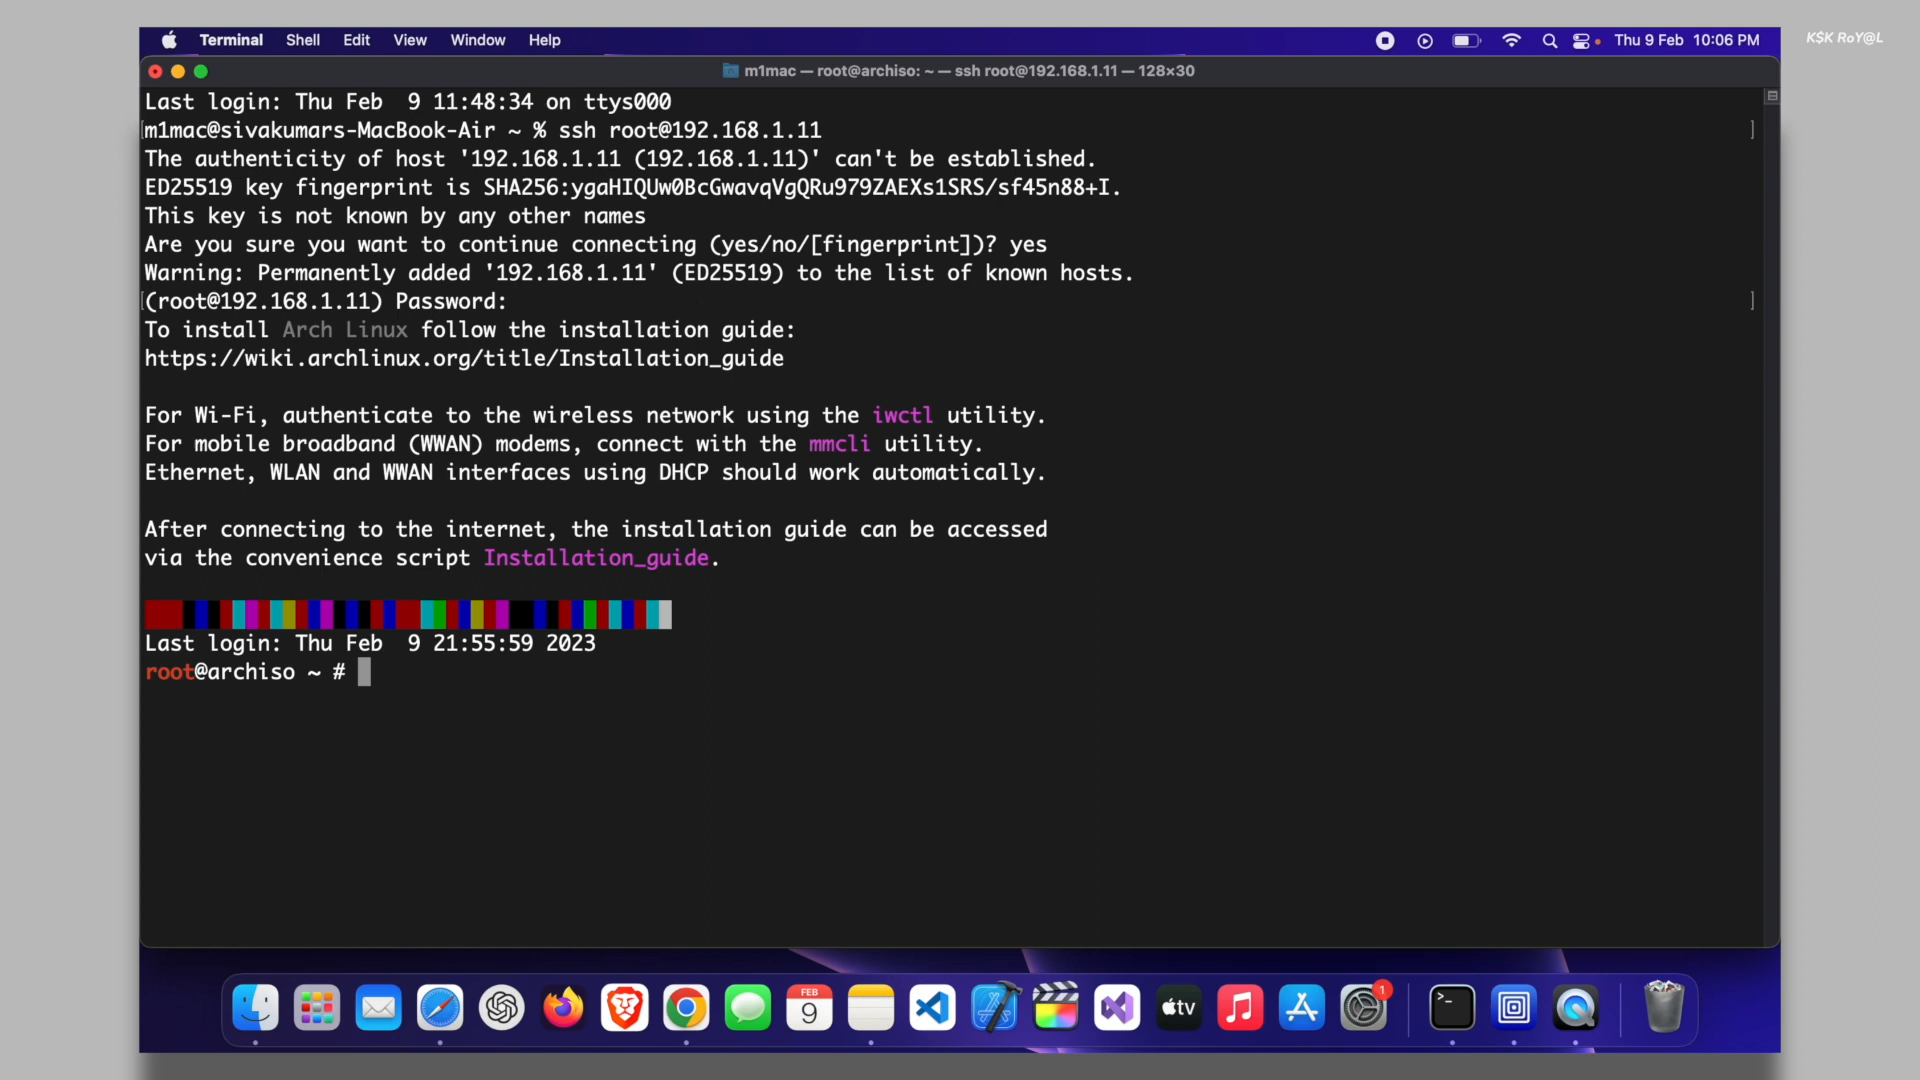 Terminal Shell Edit View Window Help Thu 9 Feb 10:06 PM
K$K RoY@L
m1mac — root@archiso: ~ — ssh root@192.168.1.11 — 128×30
Last login: Thu Feb  9 11:48:34 on ttys000
[m1mac@sivakumars-MacBook-Air ~ % ssh root@192.168.1.11 ]
The authenticity of host '192.168.1.11 (192.168.1.11)' can't be established.
ED25519 key fingerprint is SHA256:ygaHIQUw0BcGwavqVgQRu979ZAEXs1SRS/sf45n88+I.
This key is not known by any other names
Are you sure you want to continue connecting (yes/no/[fingerprint])? yes
Warning: Permanently added '192.168.1.11' (ED25519) to the list of known hosts.
[(root@192.168.1.11) Password: ]
To install Arch Linux follow the installation guide:
https://wiki.archlinux.org/title/Installation_guide
For Wi-Fi, authenticate to the wireless network using the iwctl utility.
For mobile broadband (WWAN) modems, connect with the mmcli utility.
Ethernet, WLAN and WWAN interfaces using DHCP should work automatically.
After connecting to the internet, the installation guide can be accessed
via the convenience script Installation_guide.
Last login: Thu Feb  9 21:55:59 2023
root@archiso ~ #
FEB
9
tv
1
>_